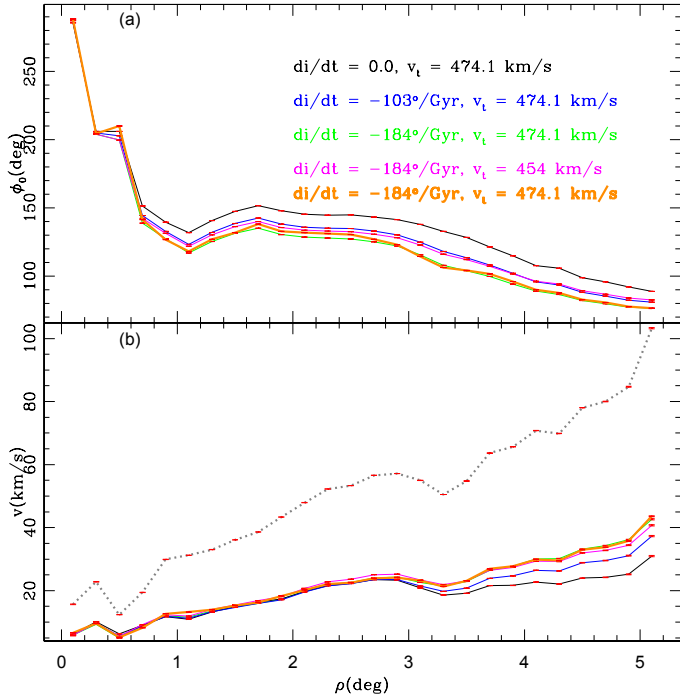 (a)
di/dt = 0.0, vₜ = 474.1 km/s
di/dt = −103°/Gyr, vₜ = 474.1 km/s
di/dt = −184°/Gyr, vₜ = 474.1 km/s
di/dt = −184°/Gyr, vₜ = 454 km/s
di/dt = −184°/Gyr, vₜ = 474.1 km/s
ϕ₀(deg)
250
200
150
100
(b)
v(km/s)
100
80
60
40
20
0 1 2 3 4 5
ρ(deg)